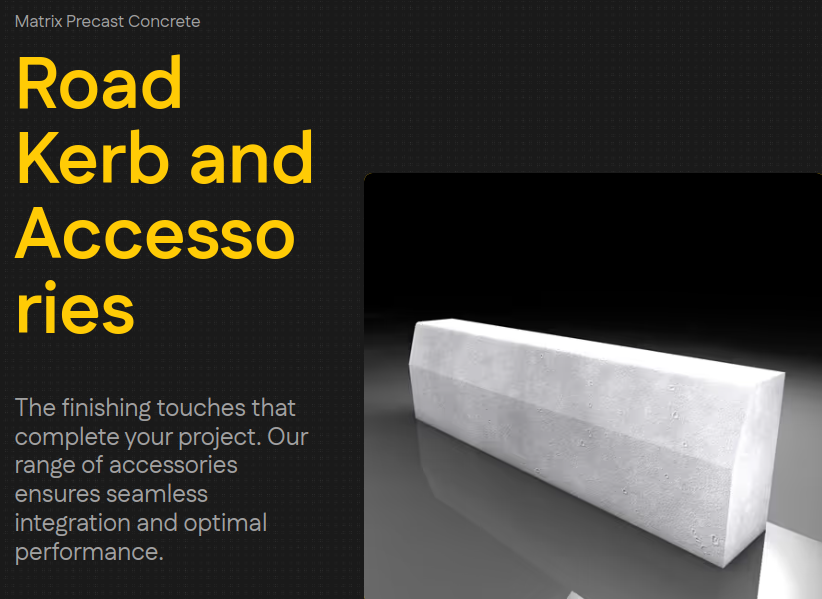 Matrix Precast Concrete
Road
Kerb and
Accesso
ries
The finishing touches that
complete your project. Our
range of accessories
ensures seamless
integration and optimal
performance.